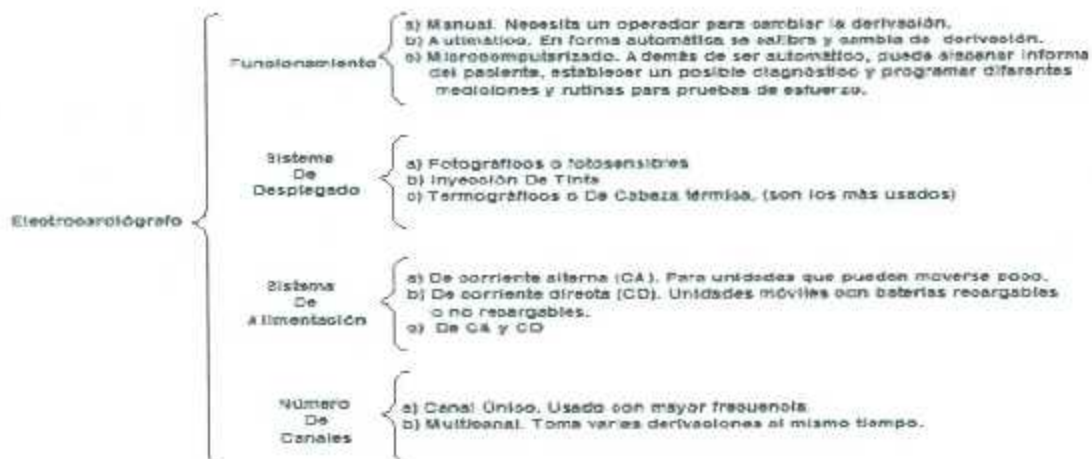 Electrocardiógrafo
Funcionamiento
a) Manual. Necesita un operador para cambiar la derivación.
b) Autimático. En forma automática se calibra y cambia de derivación.
c) Microcomputarizado. Además de ser automático, puede almacenar informa
del paciente, establecer un posible diagnóstico y programar diferentes
mediciones y rutinas para pruebas de esfuerzo.
Sistema
De
Desplegado
a) Fotográficos o fotosensibles
b) Inyección De Tinta
c) Termográficos o De Cabeza térmica. (son los más usados)
Sistema
De
Alimentación
a) De corriente alterna (CA). Para unidades que pueden moverse poco.
b) De corriente directa (CD). Unidades móviles con baterías recargables
o no recargables.
c) De CA y CD
Número
De
Canales
a) Canal Único. Usado con mayor frecuencia
b) Multicanal. Toma varias derivaciones al mismo tiempo.